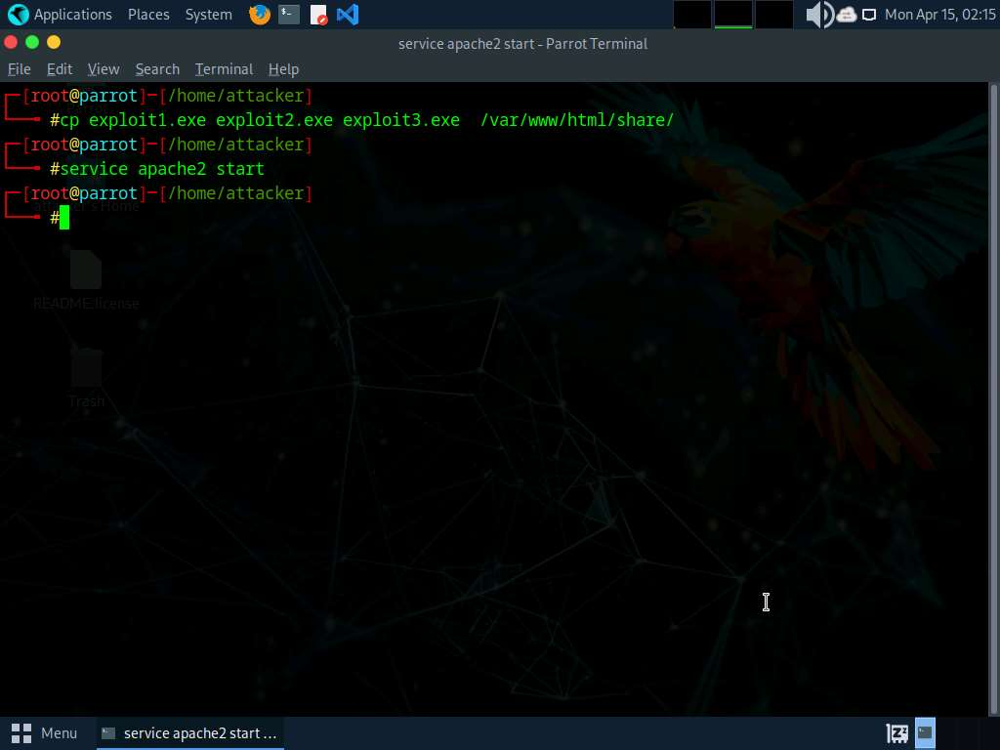 Applications Places System Mon Apr 15, 02:15
service apache2 start - Parrot Terminal
File Edit View Search Terminal Help
┌─[root@parrot]─[/home/attacker]
└──╼ #cp exploit1.exe exploit2.exe exploit3.exe  /var/www/html/share/
┌─[root@parrot]─[/home/attacker]
└──╼ #service apache2 start
┌─[root@parrot]─[/home/attacker]
└──╼ #
attacker's Home
README.license
Trash
Menu service apache2 start ...